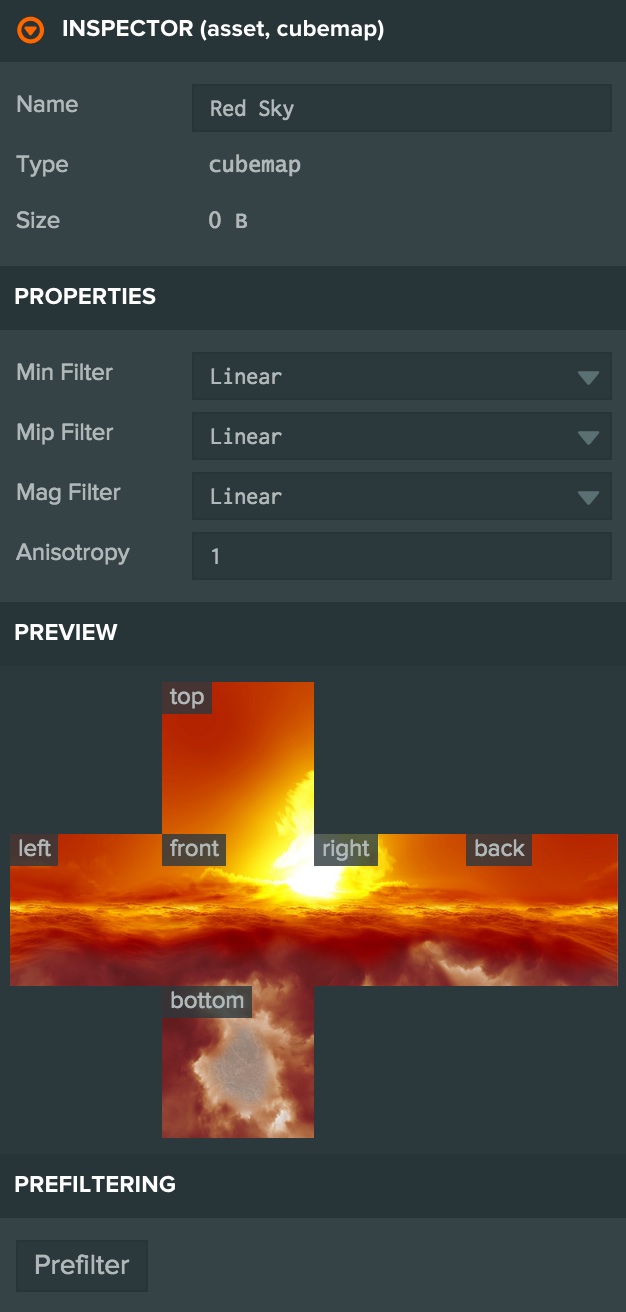 INSPECTOR (asset, cubemap)
Name Red Sky
Type cubemap
Size 0 B
PROPERTIES
Min Filter Linear
Mip Filter Linear
Mag Filter Linear
Anisotropy 1
PREVIEW
top
left front right back
bottom
PREFILTERING
Prefilter